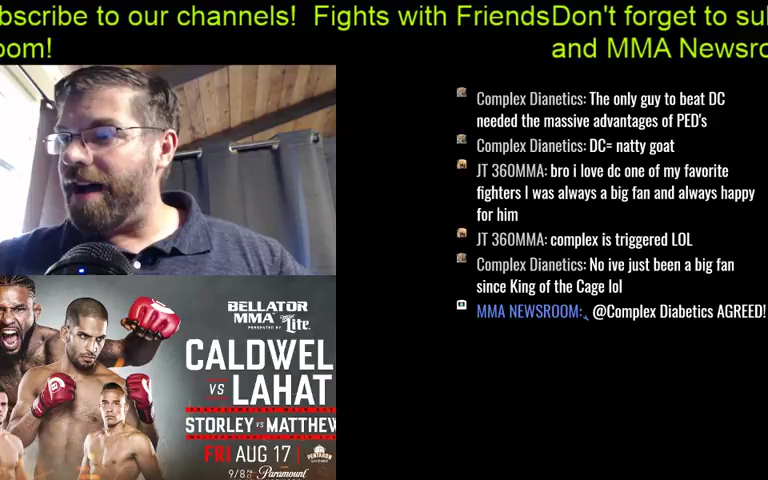 bscribe to our channels!  Fights with FriendsDon't forget to su
oom! and MMA Newsro
Complex Dianetics: The only guy to beat DC
needed the massive advantages of PED's
Complex Dianetics: DC= natty goat
JT 360MMA: bro i love dc one of my favorite
fighters I was always a big fan and always happy
for him
JT 360MMA: complex is triggered LOL
Complex Dianetics: No ive just been a big fan
since King of the Cage lol
MMA NEWSROOM: @Complex Diabetics AGREED!
BELLATOR
MMA PRESENTED BY Lite
CALDWEL
VS LAHAT
STORLEY VS MATTHEW
FRI AUG 17
9/8 Paramount